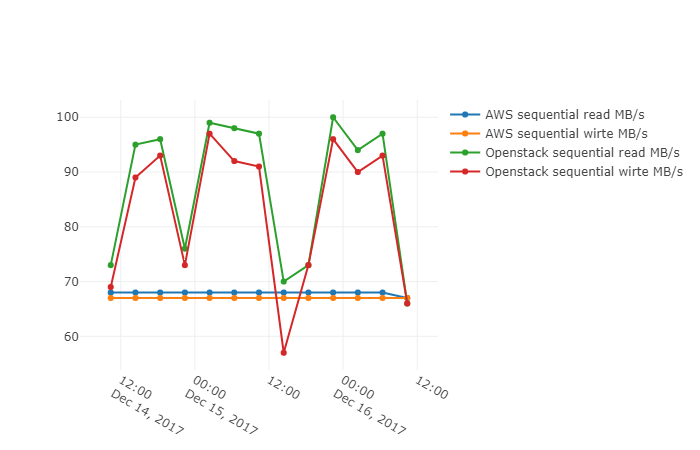 100
90
80
70
60
12:00
Dec 14, 2017
00:00
Dec 15, 2017
12:00
00:00
Dec 16, 2017
12:00
AWS sequential read MB/s
AWS sequential wirte MB/s
Openstack sequential read MB/s
Openstack sequential wirte MB/s